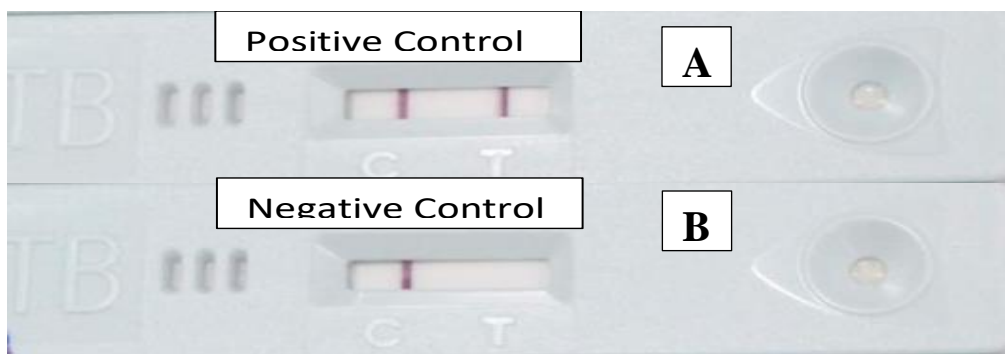 Positive Control
A
TB
C T
Negative Control
B
TB
C T